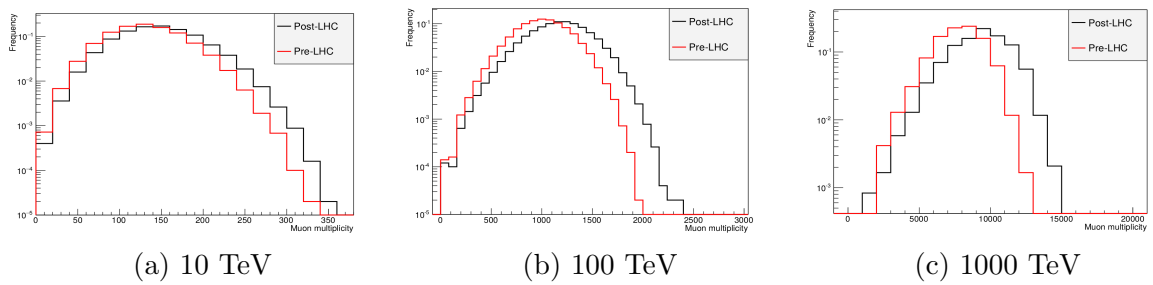 Frequency
10⁻¹
10⁻²
10⁻³
10⁻⁴
10⁻⁵
0 50 100 150 200 250 300 350
Muon multiplicity
Post-LHC
Pre-LHC
(a) 10 TeV
Frequency
10⁻¹
10⁻²
10⁻³
10⁻⁴
10⁻⁵
0 500 1000 1500 2000 2500 3000
Muon multiplicity
Post-LHC
Pre-LHC
(b) 100 TeV
Frequency
10⁻¹
10⁻²
10⁻³
0 5000 10000 15000 20000
Muon multiplicity
Post-LHC
Pre-LHC
(c) 1000 TeV